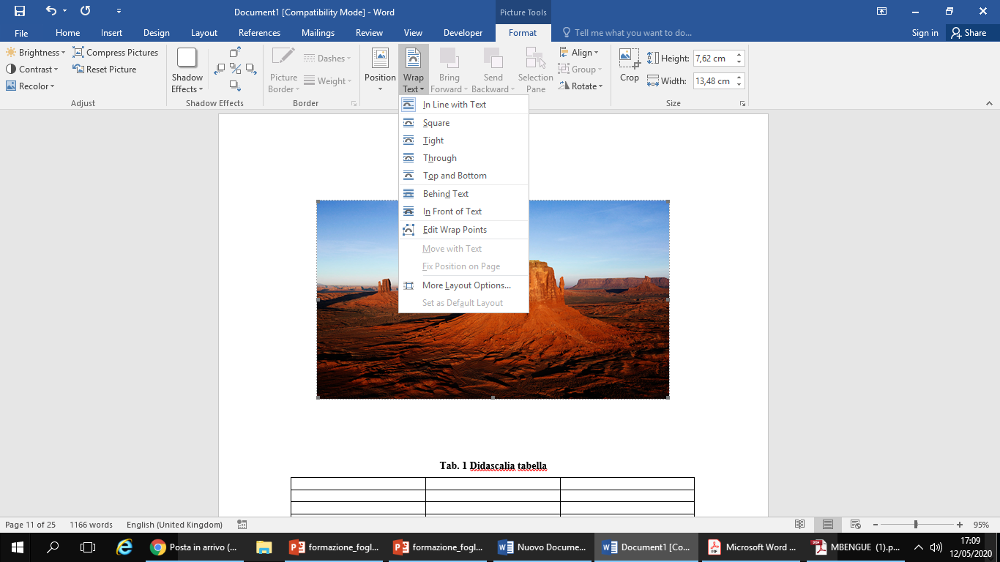 Document1 [Compatibility Mode] - Word
Picture Tools
File
Home
Insert
Design
Layout
References
Mailings
Review
View
Developer
Format
Tell me what you want to do...
Sign in
Share
Brightness
Contrast
Recolor
Compress Pictures
Reset Picture
Adjust
Shadow
Effects
Shadow Effects
Picture
Border
Dashes
Weight
Border
Position
Wrap
Text
Bring
Forward
Send
Backward
Selection
Pane
Align
Group
Rotate
Crop
Height:
7,62 cm
Width:
13,48 cm
Size
In Line with Text
Square
Tight
Through
Top and Bottom
Behind Text
In Front of Text
Edit Wrap Points
Move with Text
Fix Position on Page
More Layout Options...
Set as Default Layout
Tab. 1 Didascalia tabella
Page 11 of 25
1166 words
English (United Kingdom)
95%
Posta in arrivo (...
formazione_fogl...
formazione_fogl...
Nuovo Docume...
Document1 [Co...
Microsoft Word ...
MBENGUE (1).p...
17:09
12/05/2020